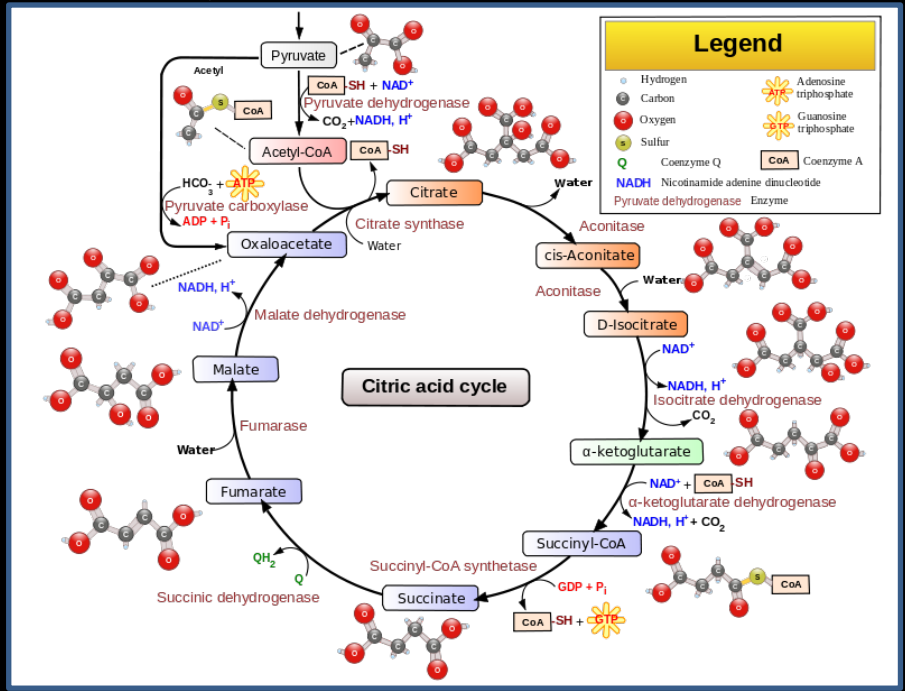 Legend
Hydrogen
Carbon
Oxygen
S Sulfur
Q Coenzyme Q
NADH Nicotinamide adenine dinucleotide
Pyruvate dehydrogenase Enzyme
ATP Adenosine triphosphate
GTP Guanosine triphosphate
CoA Coenzyme A
Pyruvate
Acetyl
CoA-SH + NAD⁺
Pyruvate dehydrogenase
CO₂+NADH, H⁺
S CoA
Acetyl-CoA
CoA-SH
HCO₃⁻ + ATP
Pyruvate carboxylase
ADP + Pᵢ
Citrate
Citrate synthase
Water
Oxaloacetate
Water
Aconitase
cis-Aconitate
Aconitase
Water
D-Isocitrate
NAD⁺
NADH, H⁺
Isocitrate dehydrogenase
CO₂
α-ketoglutarate
NAD⁺ + CoA-SH
α-ketoglutarate dehydrogenase
NADH, H⁺ + CO₂
Succinyl-CoA
S CoA
Succinyl-CoA synthetase
GDP + Pᵢ
CoA-SH + GTP
Succinate
Succinic dehydrogenase
Q
QH₂
Fumarate
Fumarase
Water
Malate
Malate dehydrogenase
NAD⁺
NADH, H⁺
Citric acid cycle